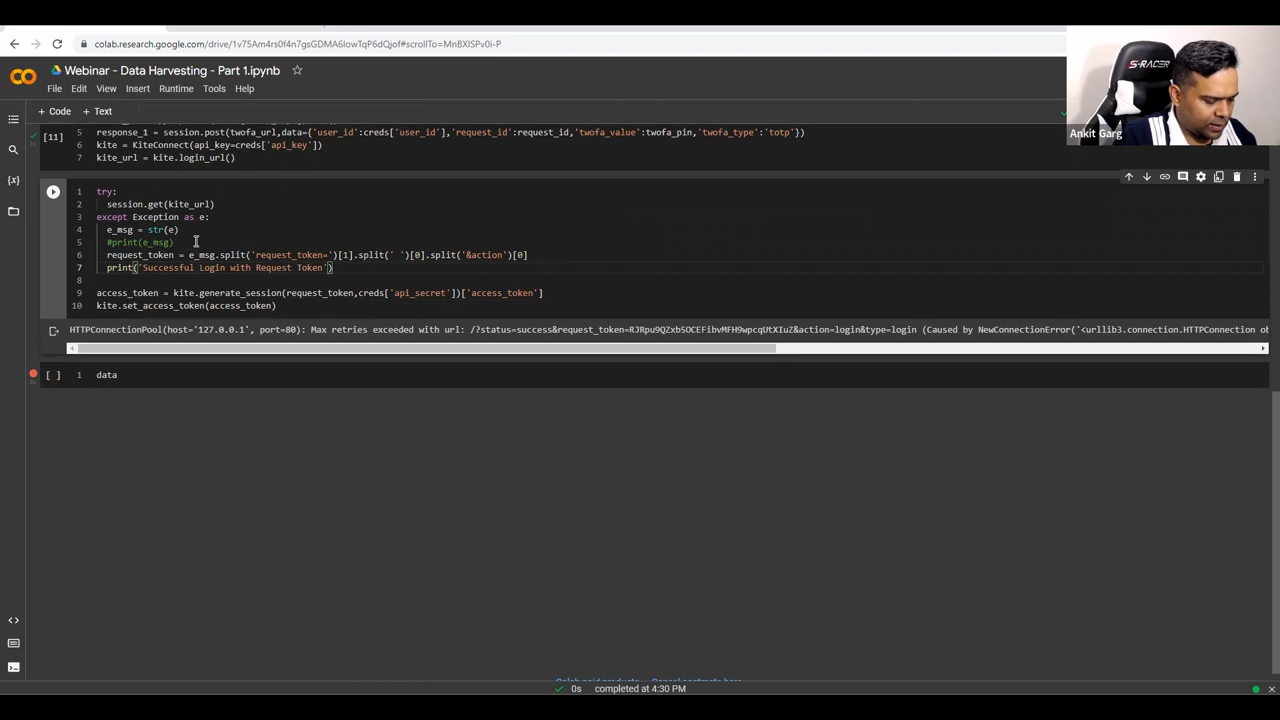 colab.research.google.com/drive/1v75Am4rs0f4n7gsGDMA6IowTqP6dQjof#scrollTo=MnBXlSPv0i-P
S-RACER
Webinar - Data Harvesting - Part 1.ipynb
File Edit View Insert Runtime Tools Help
+ Code + Text
Ankit Garg
[11] 5 response_1 = session.post(twofa_url,data={'user_id':creds['user_id'],'request_id':request_id,'twofa_value':twofa_pin,'twofa_type':'totp'})
6 kite = KiteConnect(api_key=creds['api_key'])
7 kite_url = kite.login_url()
1 try:
2 session.get(kite_url)
3 except Exception as e:
4 e_msg = str(e)
5 #print(e_msg)
6 request_token = e_msg.split('request_token=')[1].split(' ')[0].split('&action')[0]
7 print('Successful Login with Request Token')
8
9 access_token = kite.generate_session(request_token,creds['api_secret'])['access_token']
10 kite.set_access_token(access_token)
HTTPConnectionPool(host='127.0.0.1', port=80): Max retries exceeded with url: /?status=success&request_token=RJRpu9QZxb5OCEFibvMFH9wpcqUtXIuZ&action=login&type=login (Caused by NewConnectionError('<urllib3.connection.HTTPConnection ob
[ ] 1 data
0s completed at 4:30 PM